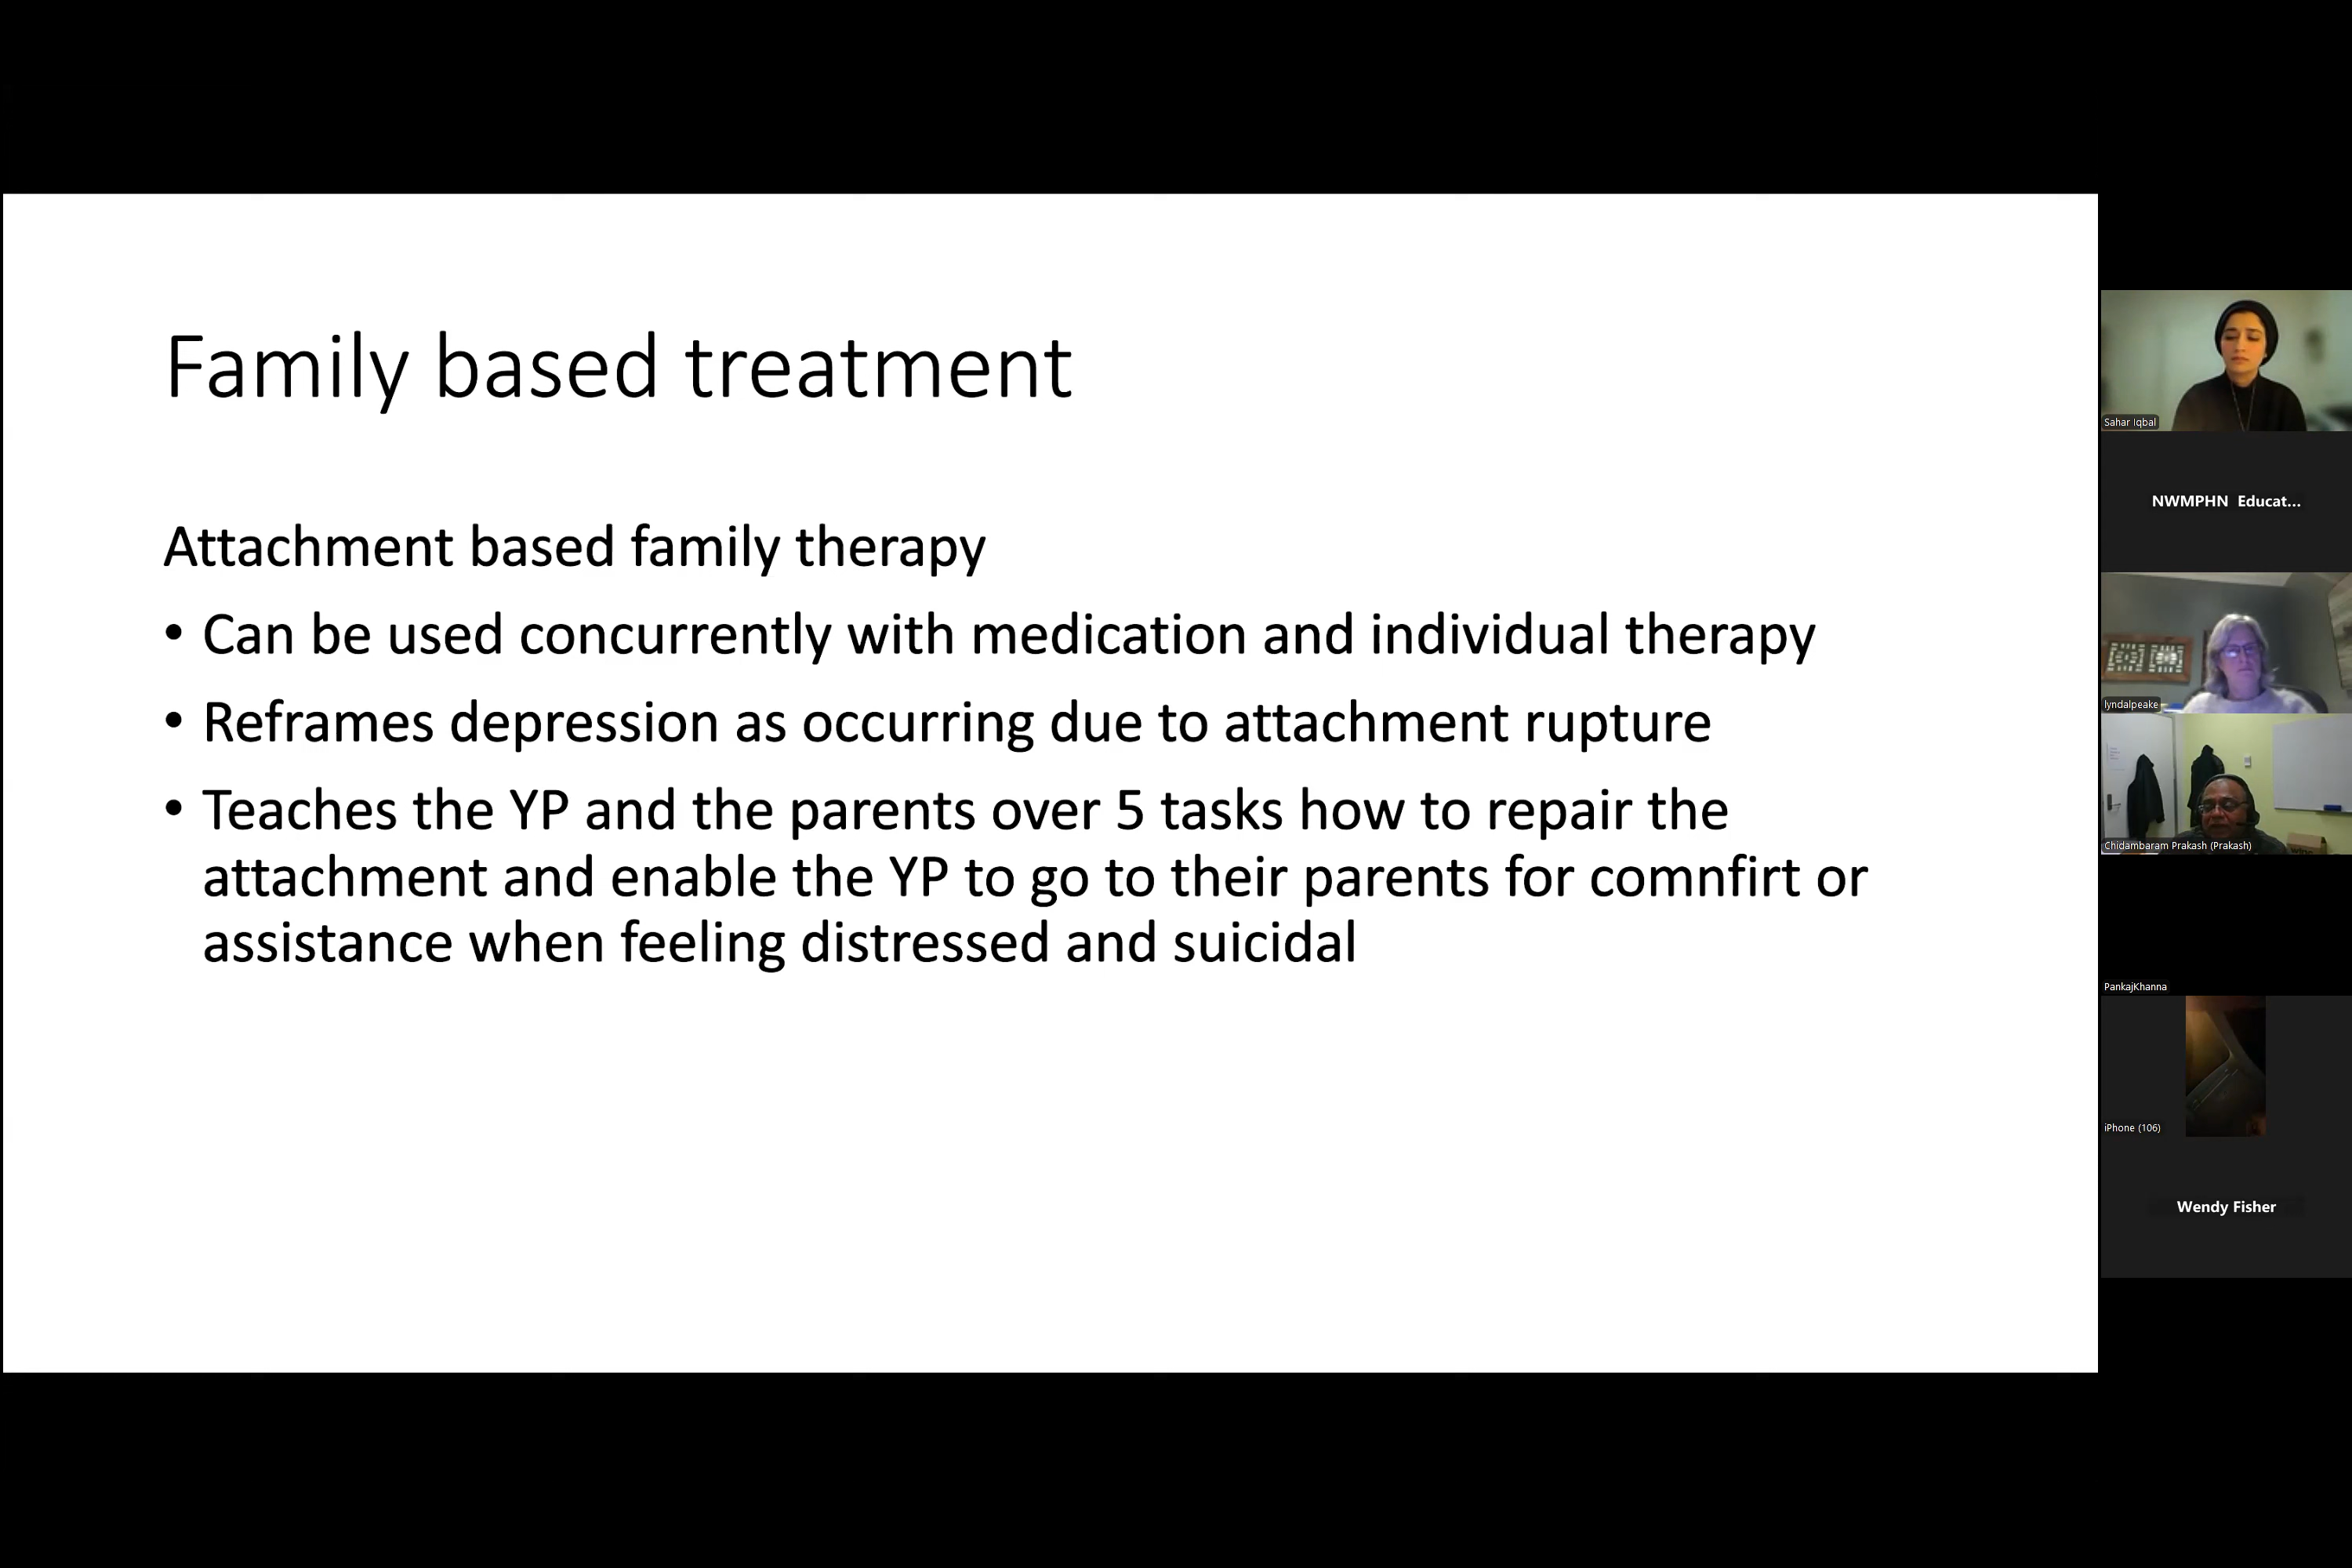 Family based treatment
Attachment based family therapy
• Can be used concurrently with medication and individual therapy
• Reframes depression as occurring due to attachment rupture
• Teaches the YP and the parents over 5 tasks how to repair the
attachment and enable the YP to go to their parents for comnfirt or
assistance when feeling distressed and suicidal
Sahar Iqbal
NWMPHN Educat...
lyndalpeake
Chidambaram Prakash (Prakash)
PankajKhanna
iPhone (106)
Wendy Fisher